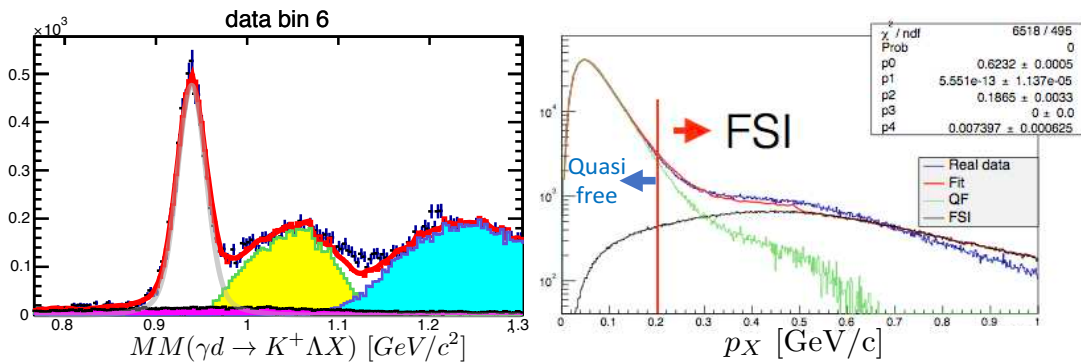 data bin 6
×10³
0.5
0.4
0.3
0.2
0.1
0
0.8 0.9 1 1.1 1.2 1.3
MM(γd → K⁺ΛX) [GeV/c²]
χ² / ndf 6518 / 495
Prob 0
p0 0.6232 ± 0.0005
p1 5.551e-13 ± 1.137e-05
p2 0.1865 ± 0.0033
p3 0 ± 0.0
p4 0.007397 ± 0.000625
10⁴
10³
10²
FSI
Quasi
free
Real data
Fit
QF
FSI
0 0.1 0.2 0.3 0.4 0.5 0.6 0.7 0.8 0.9 1
p_X [GeV/c]